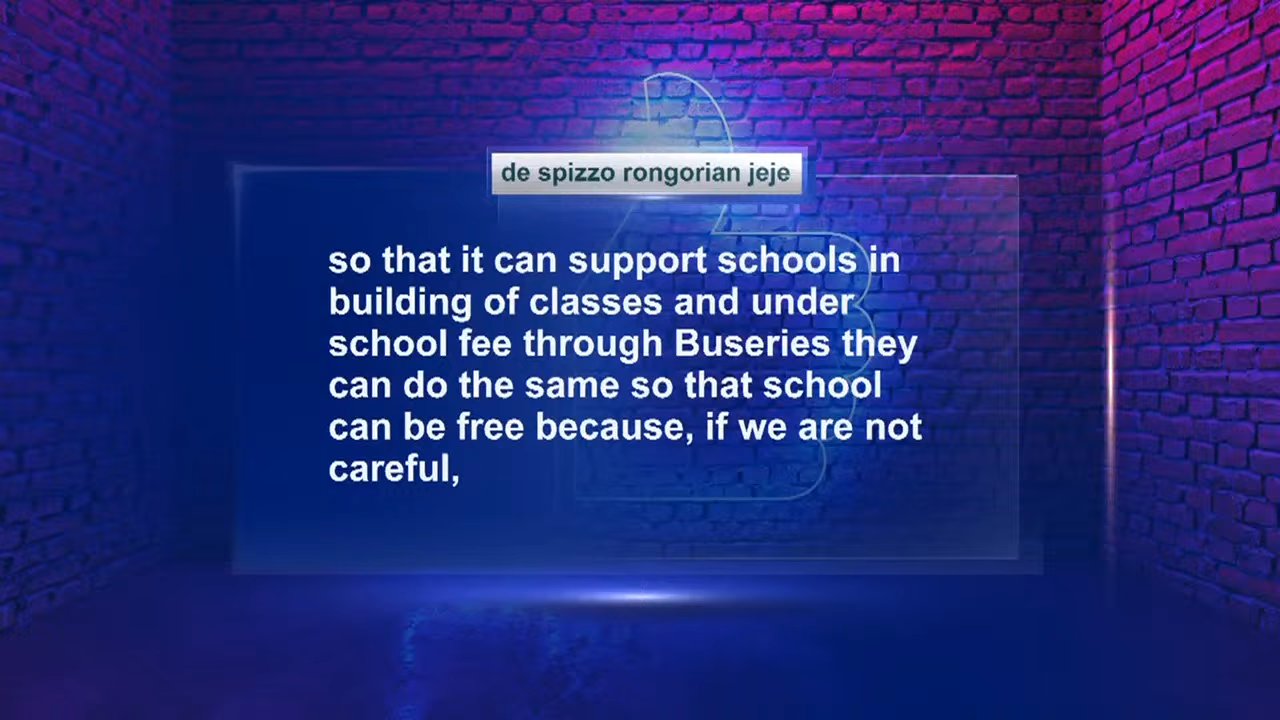 de spizzo rongorian jeje
so that it can support schools in
building of classes and under
school fee through Buseries they
can do the same so that school
can be free because, if we are not
careful,